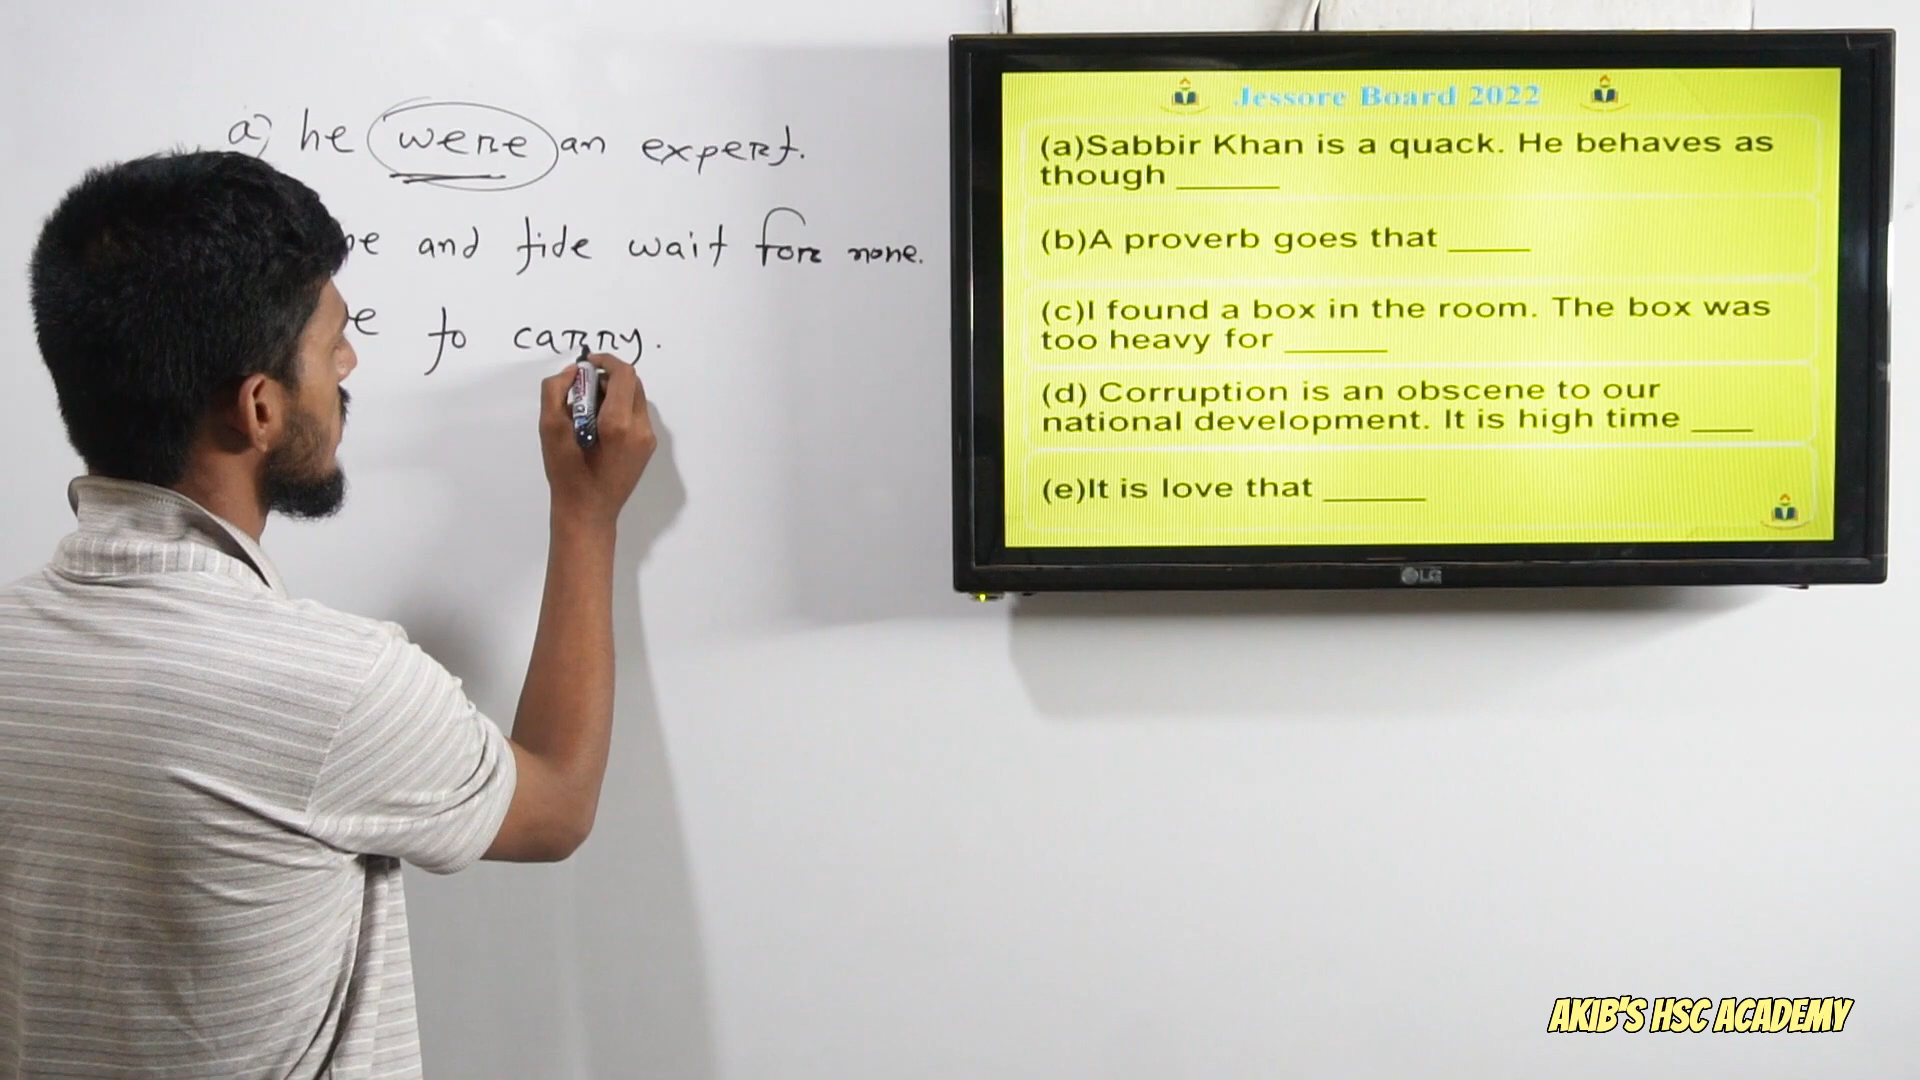 a) he were an expert.
and tide wait for none.
to carry.
Jessore Board 2022
(a)Sabbir Khan is a quack. He behaves as
though ______
(b)A proverb goes that _____
(c)I found a box in the room. The box was
too heavy for ______
(d) Corruption is an obscene to our
national development. It is high time ____
(e)It is love that ______
LG
AKIB'S HSC ACADEMY